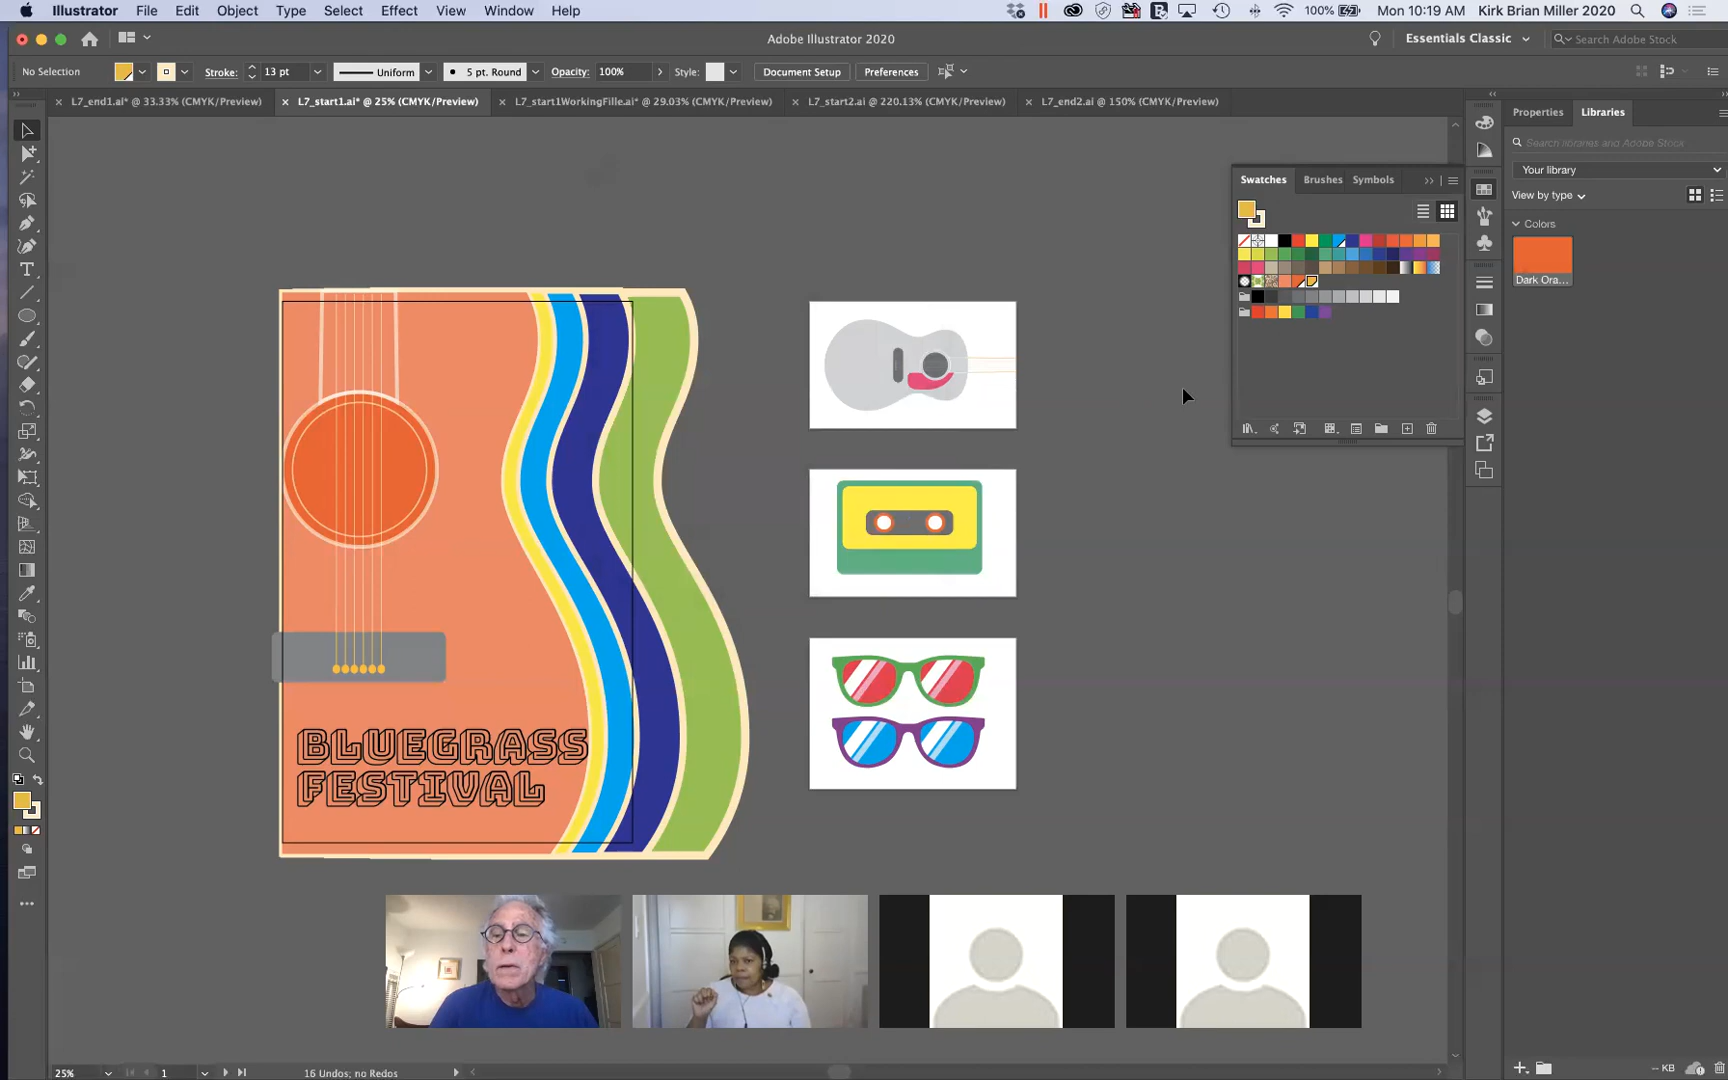 Illustrator File Edit Object Type Select Effect View Window Help 100% Mon 10:19 AM Kirk Brian Miller 2020
Adobe Illustrator 2020 Essentials Classic Search Adobe Stock
No Selection Stroke: 13 pt Uniform 5 pt. Round Opacity: 100% Style: Document Setup Preferences
L7_end1.ai* @ 33.33% (CMYK/Preview) L7_start1.ai* @ 25% (CMYK/Preview) L7_start1WorkingFille.ai* @ 29.03% (CMYK/Preview) L7_start2.ai @ 220.13% (CMYK/Preview) L7_end2.ai @ 150% (CMYK/Preview)
Properties Libraries
Search libraries and Adobe Stock
Your library
View by type
Colors
Dark Ora...
Swatches Brushes Symbols
BLUEGRASS
FESTIVAL
25% 1 16 Undos; no Redos -- KB